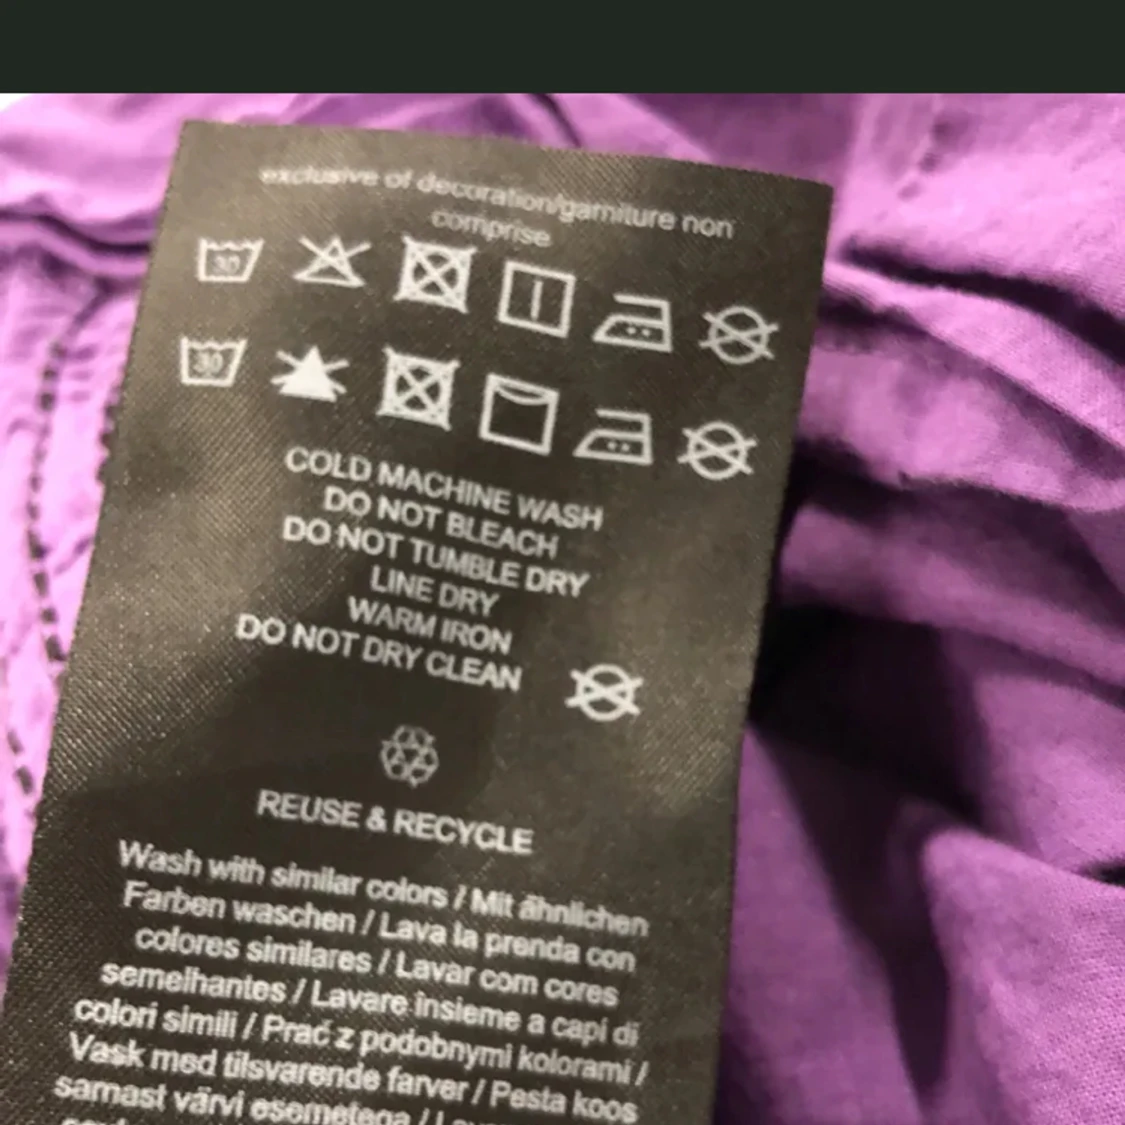 exclusive of decoration/garniture non
comprise
30
30
COLD MACHINE WASH
DO NOT BLEACH
DO NOT TUMBLE DRY
LINE DRY
WARM IRON
DO NOT DRY CLEAN
REUSE & RECYCLE
Wash with similar colors / Mit ähnlichen
Farben waschen / Lava la prenda con
colores similares / Lavar com cores
semelhantes / Lavare insieme a capi di
colori simili / Prać z podobnymi kolorami /
Vask med tilsvarende farver / Pesta koos
samast värvi esemetega /